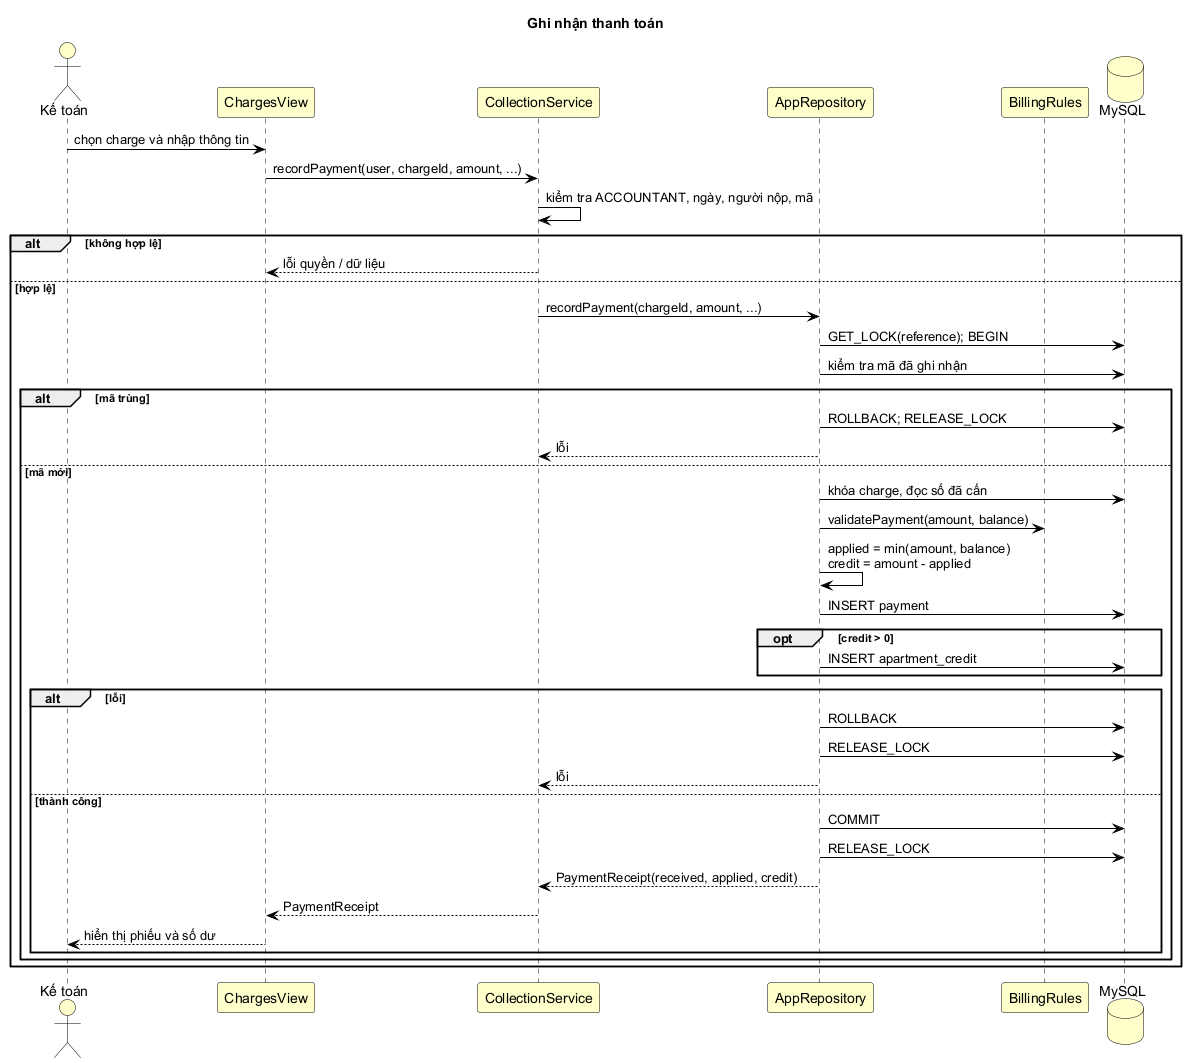 Ghi nhận thanh toán
Kế toán
ChargesView
CollectionService
AppRepository
BillingRules
MySQL
chọn charge và nhập thông tin
recordPayment(user, chargeId, amount, ...)
kiểm tra ACCOUNTANT, ngày, người nộp, mã
alt [không hợp lệ]
lỗi quyền / dữ liệu
[hợp lệ]
recordPayment(chargeId, amount, ...)
GET_LOCK(reference); BEGIN
kiểm tra mã đã ghi nhận
alt [mã trùng]
ROLLBACK; RELEASE_LOCK
lỗi
[mã mới]
khóa charge, đọc số đã cấn
validatePayment(amount, balance)
applied = min(amount, balance)
credit = amount - applied
INSERT payment
opt [credit > 0]
INSERT apartment_credit
alt [lỗi]
ROLLBACK
RELEASE_LOCK
lỗi
[thành công]
COMMIT
RELEASE_LOCK
PaymentReceipt(received, applied, credit)
PaymentReceipt
hiển thị phiếu và số dư
Kế toán
ChargesView
CollectionService
AppRepository
BillingRules
MySQL